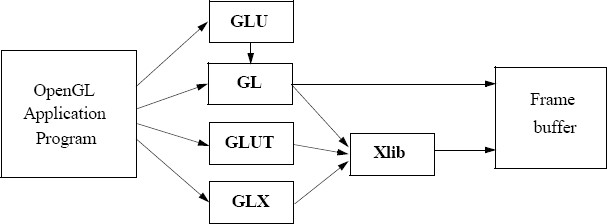 GLU
OpenGL
Application
Program
GL
GLUT
GLX
Xlib
Frame
buffer